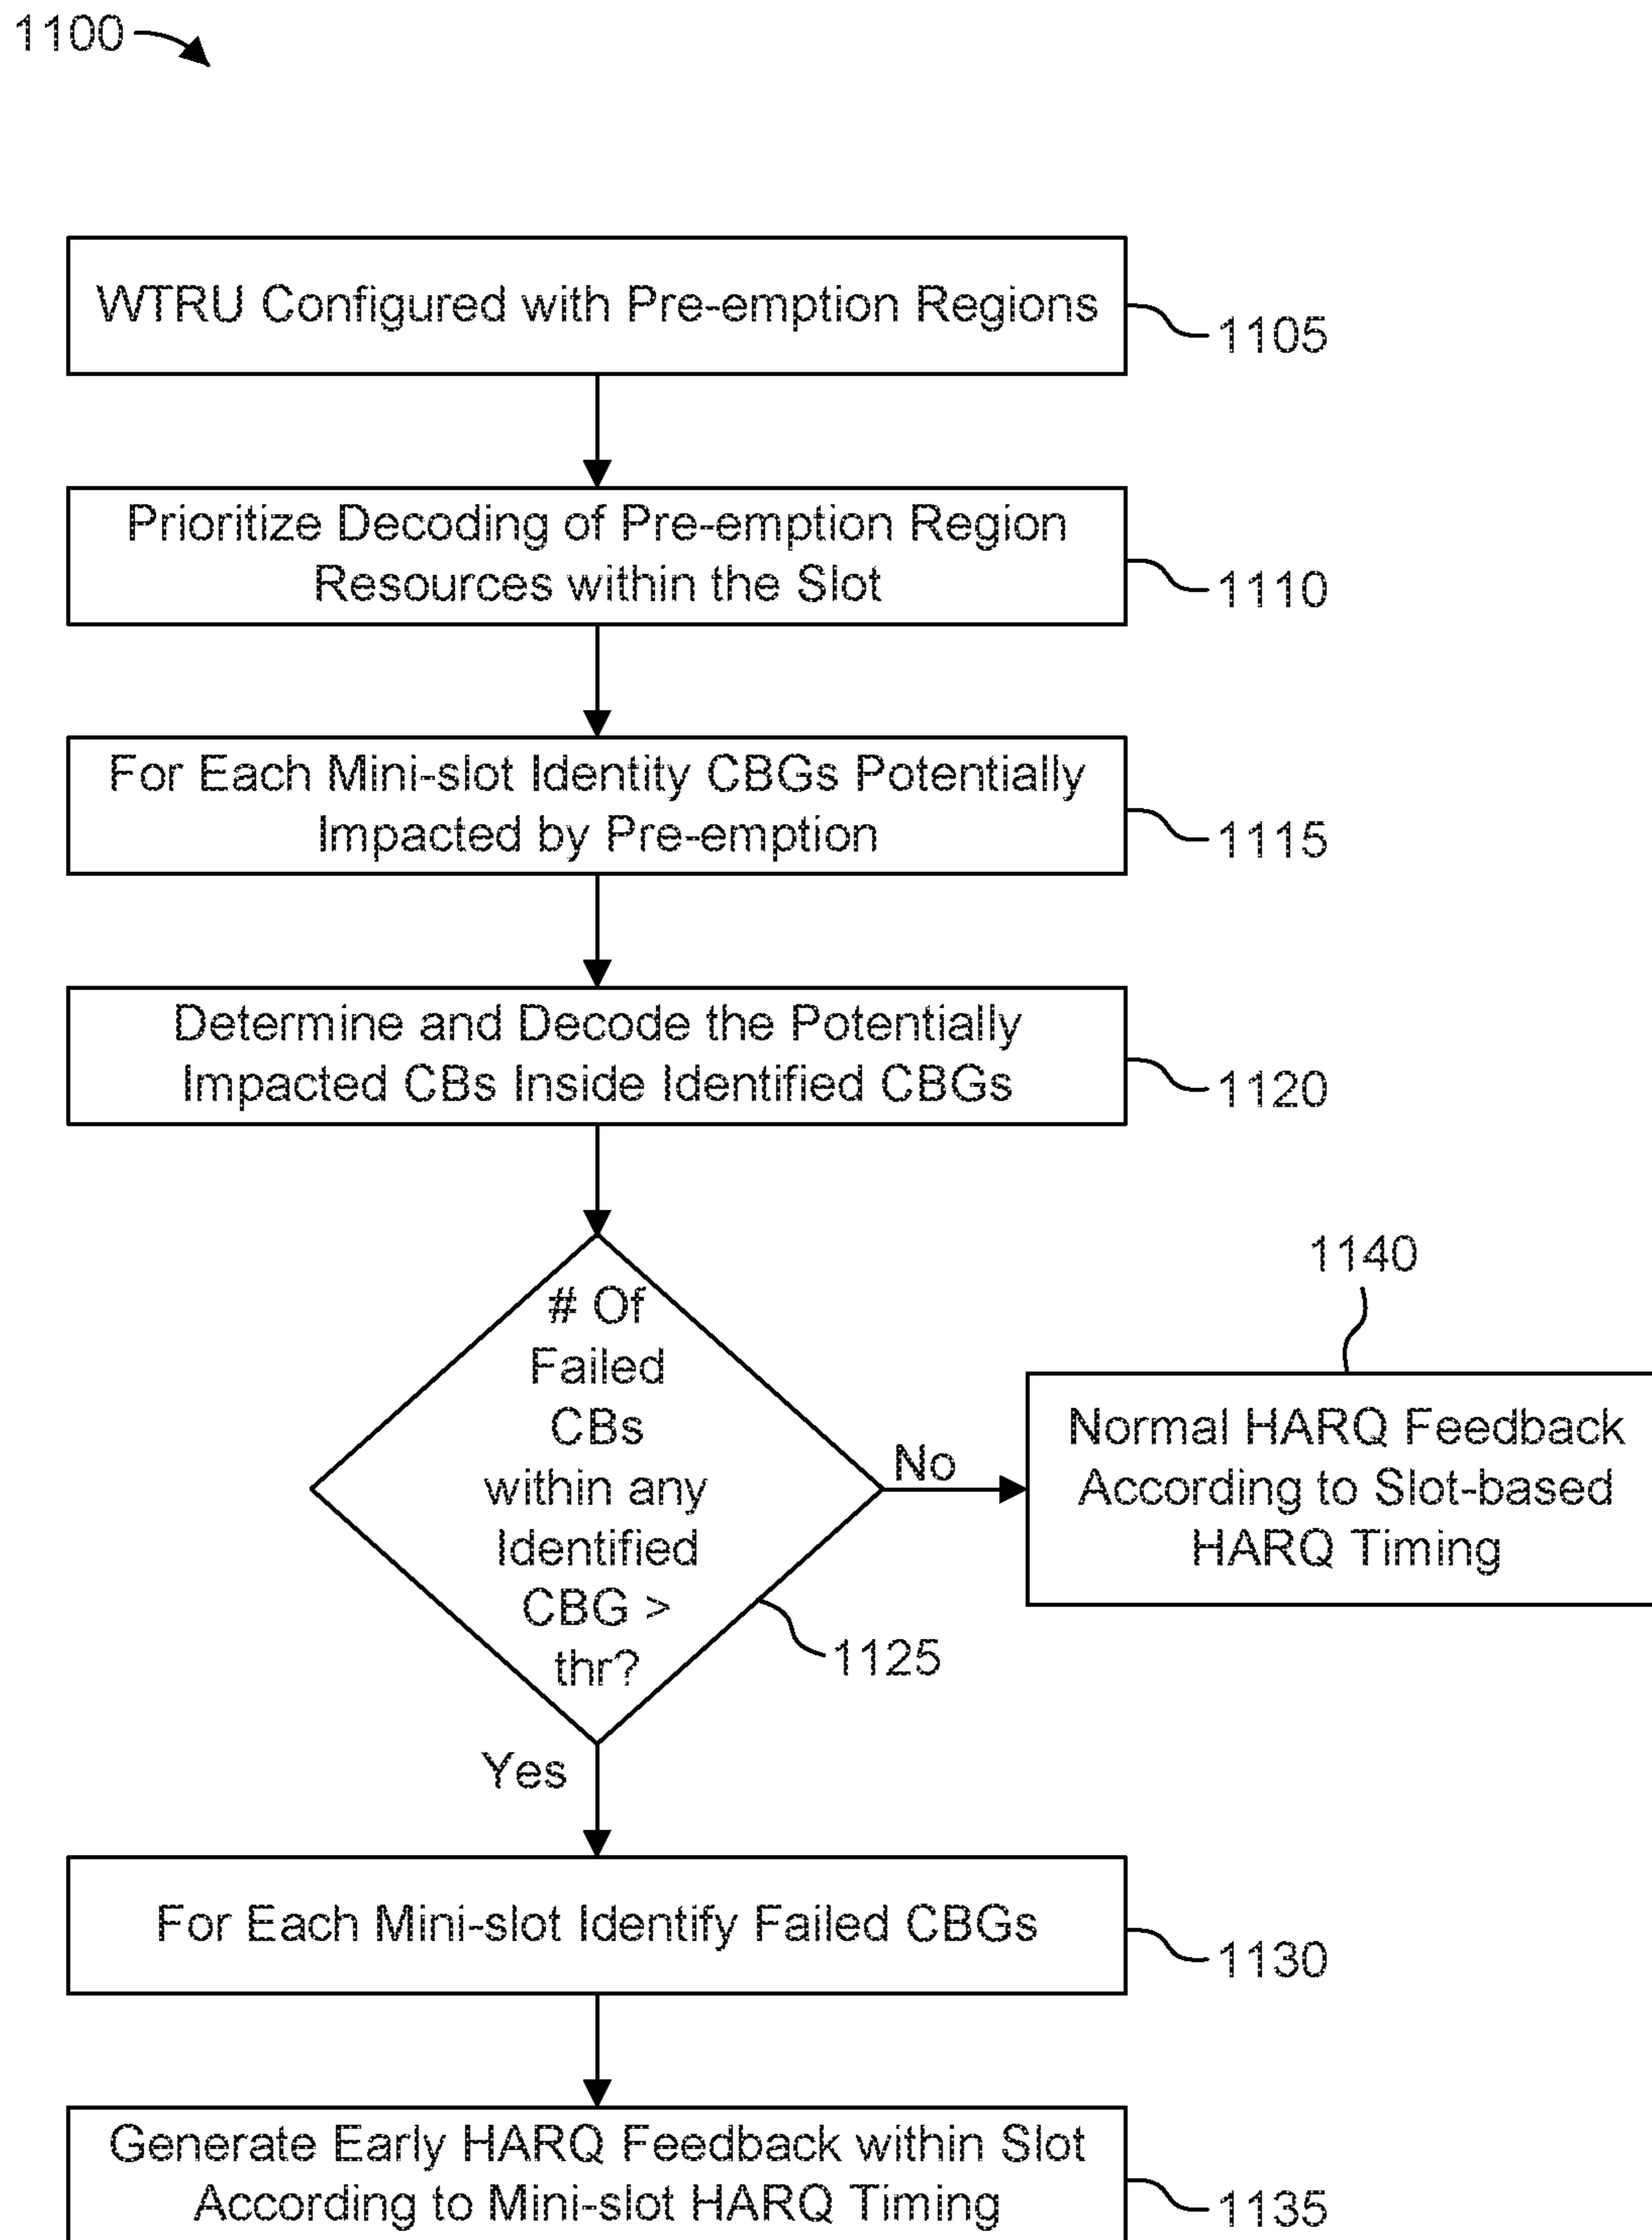 1100
WTRU Configured with Pre-emption Regions
1105
Prioritize Decoding of Pre-emption Region
Resources within the Slot
1110
For Each Mini-slot Identity CBGs Potentially
Impacted by Pre-emption
1115
Determine and Decode the Potentially
Impacted CBs Inside Identified CBGs
1120
# Of
Failed
CBs
within any
Identified
CBG >
thr?
1125
No
1140
Normal HARQ Feedback
According to Slot-based
HARQ Timing
Yes
For Each Mini-slot Identify Failed CBGs
1130
Generate Early HARQ Feedback within Slot
According to Mini-slot HARQ Timing
1135